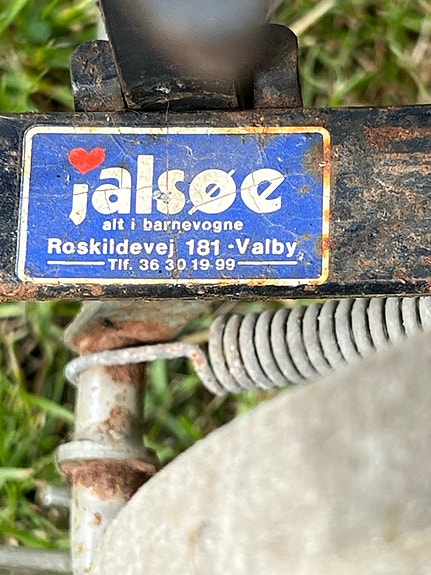 jalsøe
alt i barnevogne
Roskildevej 181 - Valby
Tlf. 36 30 19 99